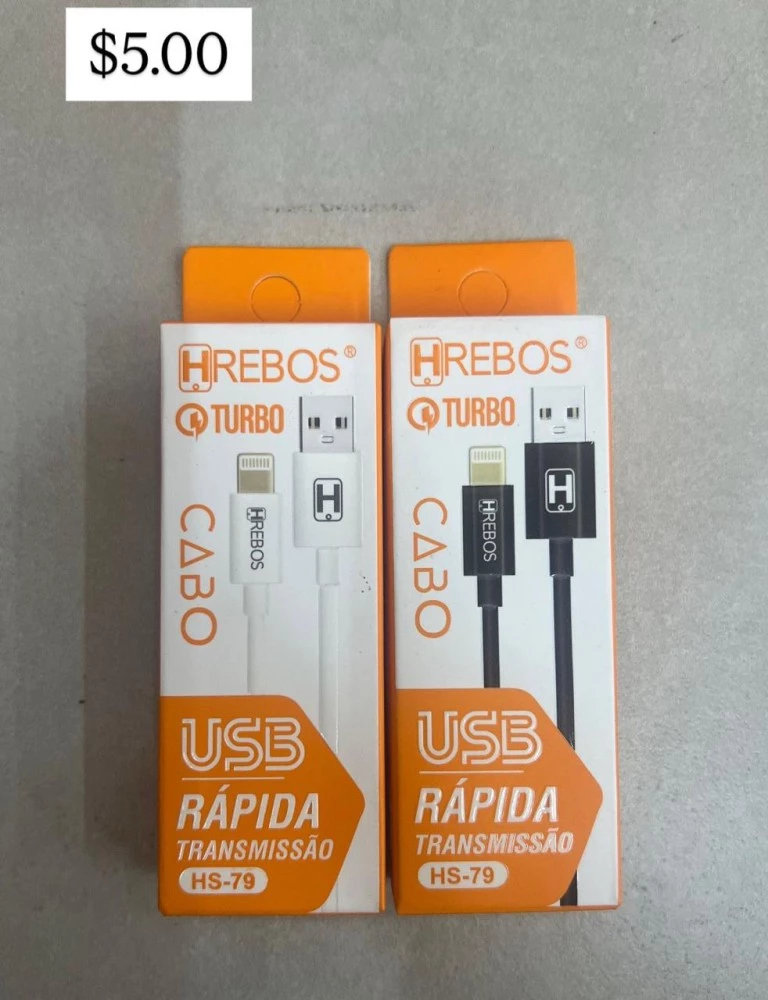 $5.00
HREBOS®
TURBO
CABO
HREBOS
H
USB
RÁPIDA
TRANSMISSÃO
HS-79
HREBOS®
TURBO
CABO
HREBOS
H
USB
RÁPIDA
TRANSMISSÃO
HS-79